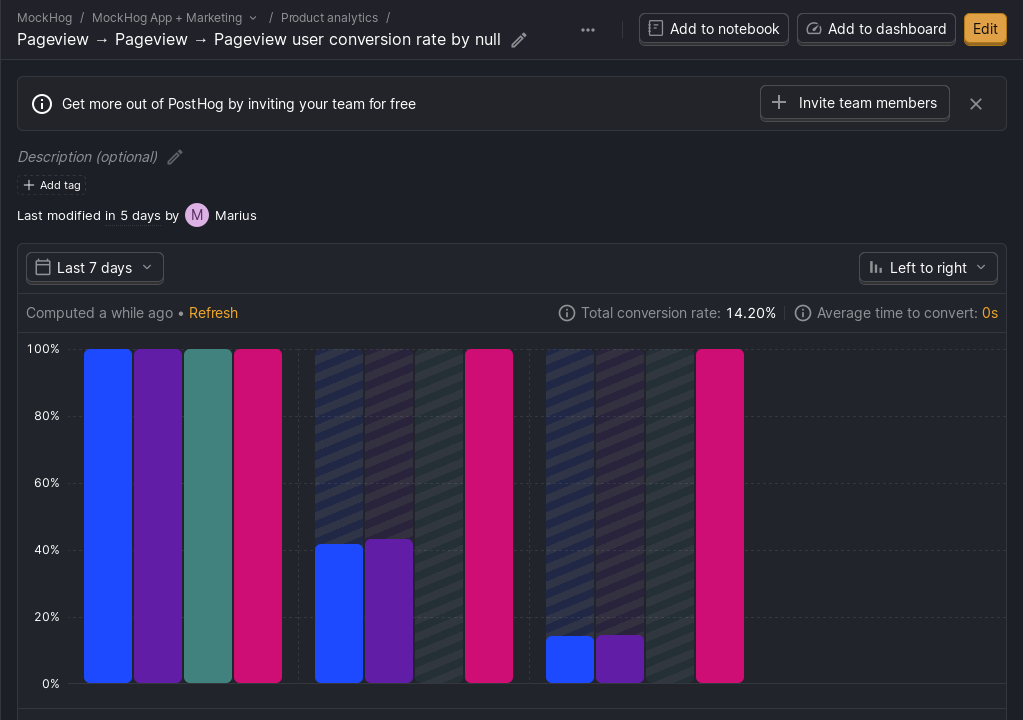 MockHog / MockHog App + Marketing / Product analytics /
Pageview → Pageview → Pageview user conversion rate by null
Add to notebook
Add to dashboard
Edit
Get more out of PostHog by inviting your team for free
Invite team members
Description (optional)
Add tag
Last modified in 5 days by M Marius
Last 7 days
Left to right
Computed a while ago • Refresh
Total conversion rate: 14.20%
Average time to convert: 0s
100%
80%
60%
40%
20%
0%